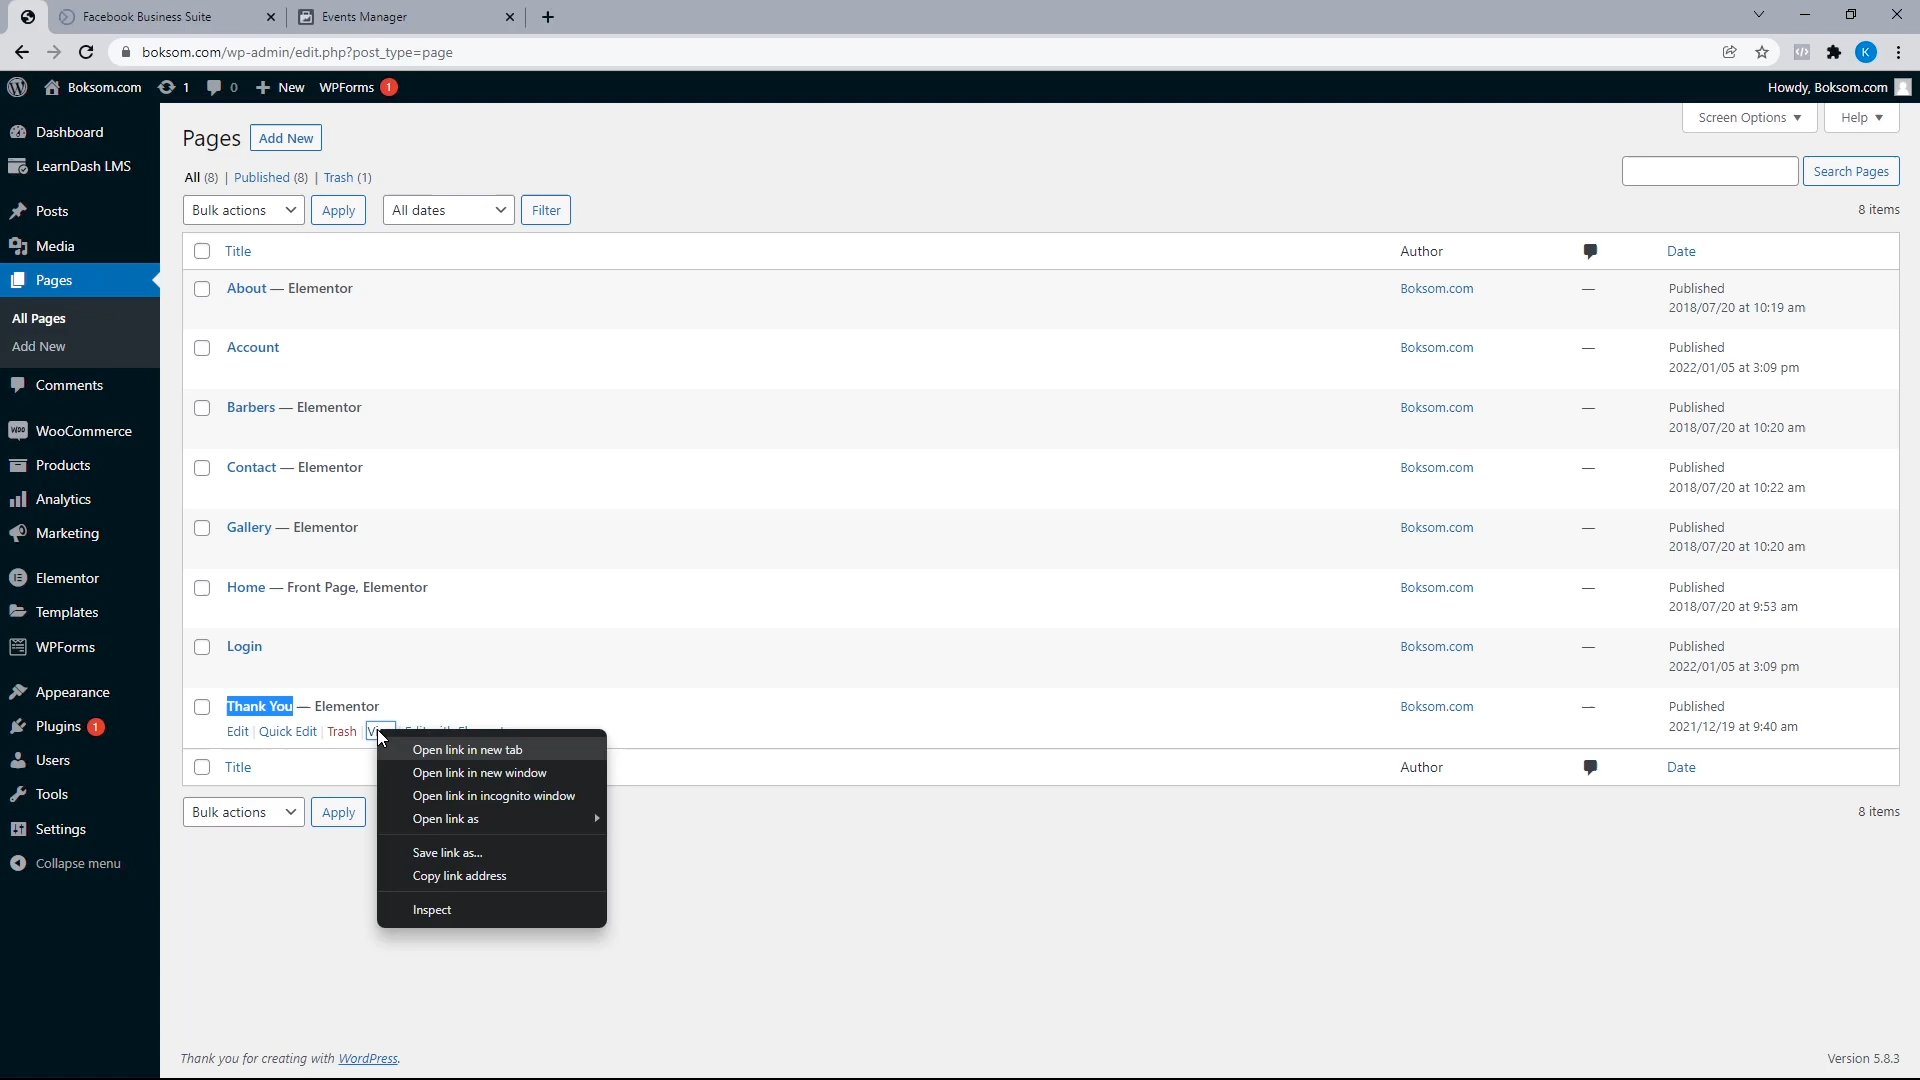 Facebook Business Suite
Events Manager
boksom.com/wp-admin/edit.php?post_type=page
K
Boksom.com 1 0 New WPForms 1
Howdy, Boksom.com
Dashboard
LearnDash LMS
Posts
Media
Pages
All Pages
Add New
Comments
WooCommerce
Products
Analytics
Marketing
Elementor
Templates
WPForms
Appearance
Plugins 1
Users
Tools
Settings
Collapse menu
Screen Options Help
Pages Add New
All (8) | Published (8) | Trash (1)
Search Pages
Bulk actions Apply All dates Filter
8 items
Title Author Date
About — Elementor Boksom.com — Published
2018/07/20 at 10:19 am
Account Boksom.com — Published
2022/01/05 at 3:09 pm
Barbers — Elementor Boksom.com — Published
2018/07/20 at 10:20 am
Contact — Elementor Boksom.com — Published
2018/07/20 at 10:22 am
Gallery — Elementor Boksom.com — Published
2018/07/20 at 10:20 am
Home — Front Page, Elementor Boksom.com — Published
2018/07/20 at 9:53 am
Login Boksom.com — Published
2022/01/05 at 3:09 pm
Thank You — Elementor Boksom.com — Published
Edit | Quick Edit | Trash | 2021/12/19 at 9:40 am
Title Author Date
Bulk actions Apply
8 items
Open link in new tab
Open link in new window
Open link in incognito window
Open link as
Save link as...
Copy link address
Inspect
Thank you for creating with WordPress.
Version 5.8.3